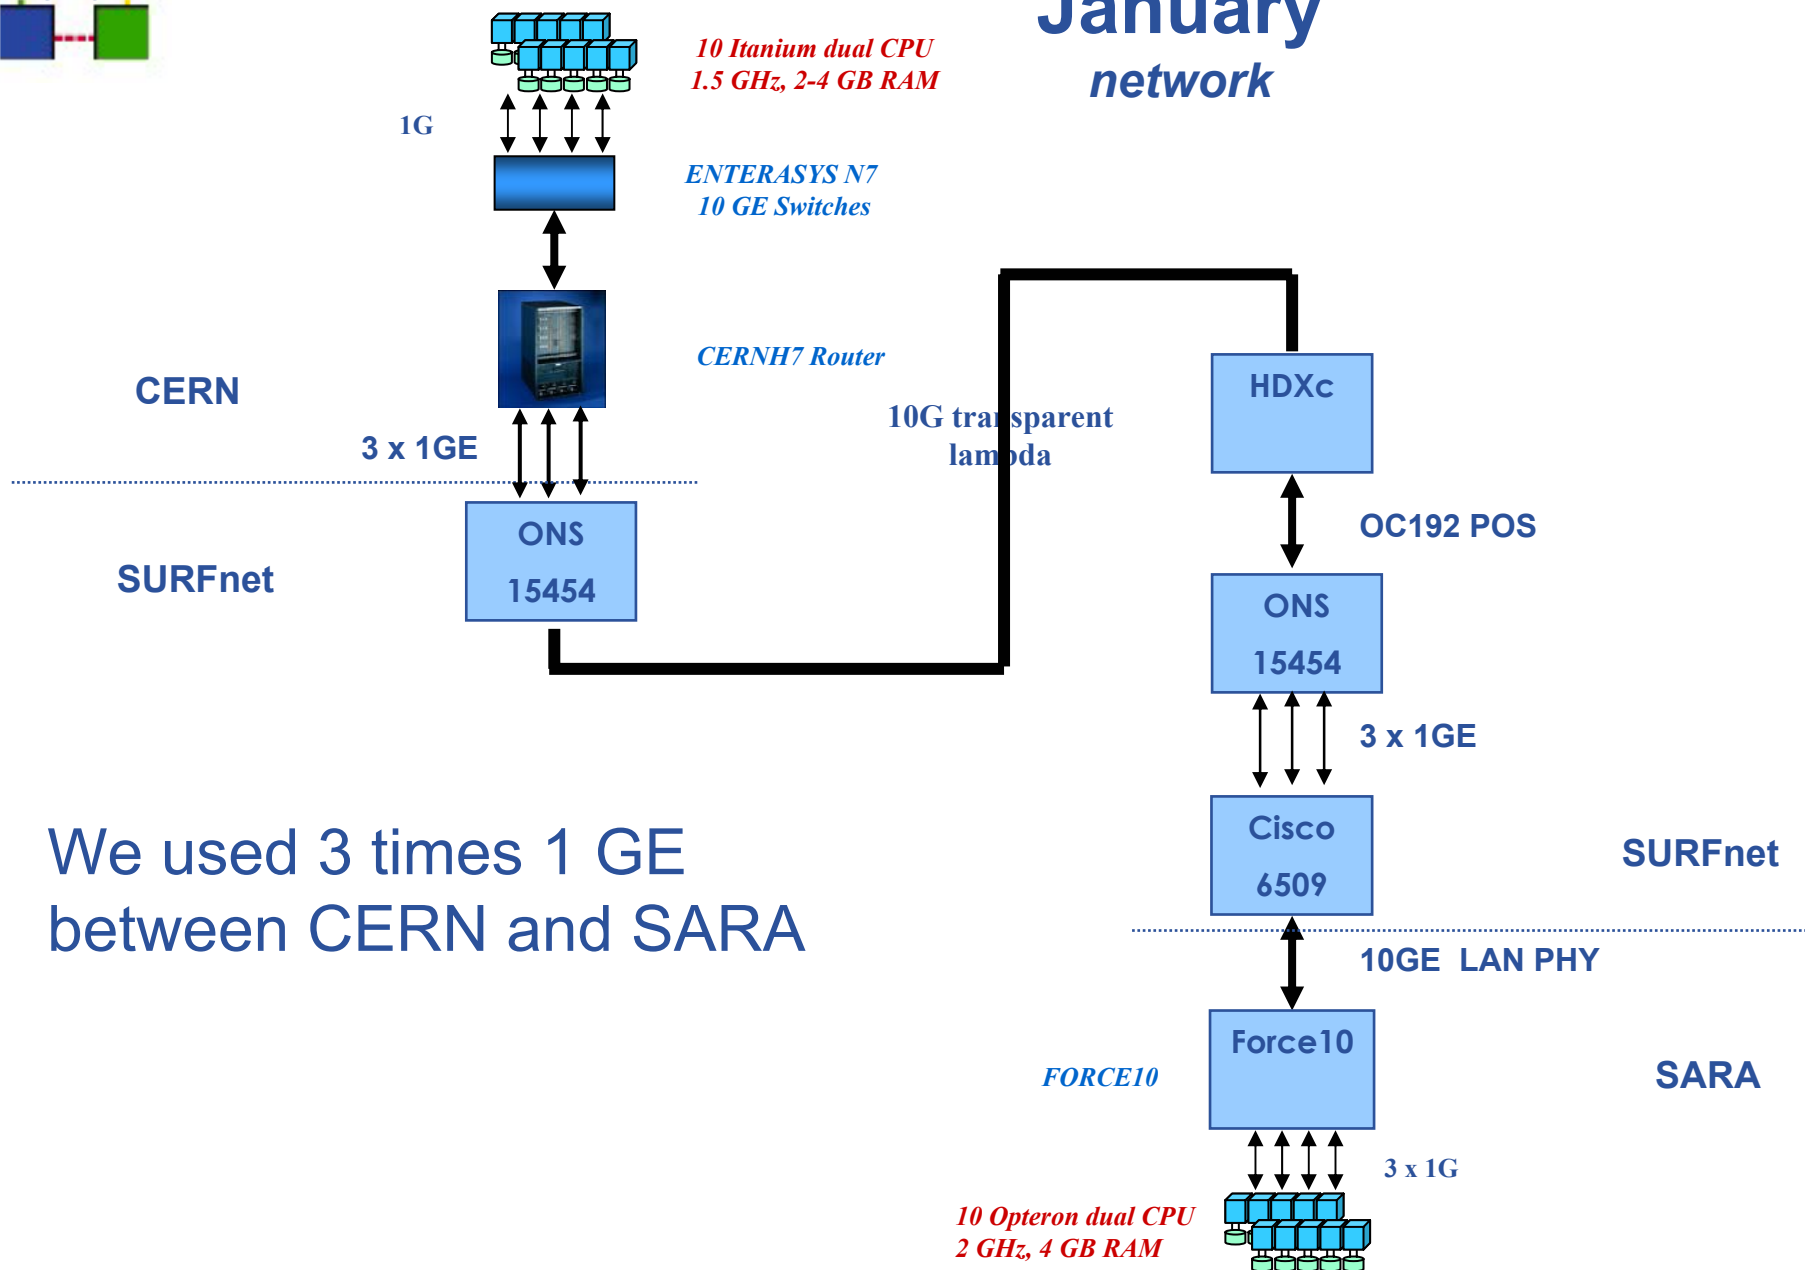 January
network
10 Itanium dual CPU
1.5 GHz, 2-4 GB RAM
1G
ENTERASYS N7
10 GE Switches
CERNH7 Router
CERN
3 x 1GE
SURFnet
ONS
15454
10G transparent
lambda
HDXc
OC192 POS
ONS
15454
3 x 1GE
Cisco
6509
SURFnet
We used 3 times 1 GE
between CERN and SARA
10GE LAN PHY
Force10
FORCE10
SARA
3 x 1G
10 Opteron dual CPU
2 GHz, 4 GB RAM